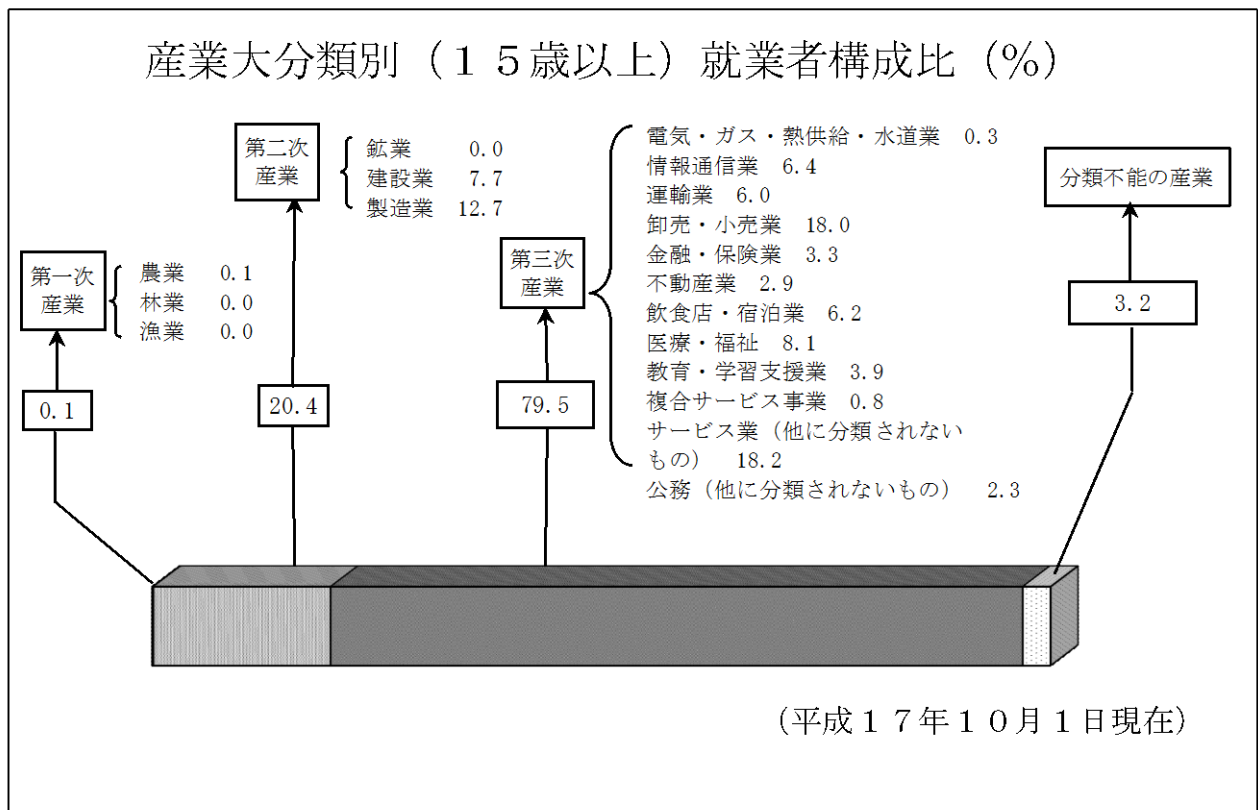 産業大分類別（１５歳以上）就業者構成比（％）
第一次
産業
農業　0.1
林業　0.0
漁業　0.0
0.1
第二次
産業
鉱業　0.0
建設業　7.7
製造業　12.7
20.4
第三次
産業
電気・ガス・熱供給・水道業　0.3
情報通信業　6.4
運輸業　6.0
卸売・小売業　18.0
金融・保険業　3.3
不動産業　2.9
飲食店・宿泊業　6.2
医療・福祉　8.1
教育・学習支援業　3.9
複合サービス事業　0.8
サービス業（他に分類されない
もの）　18.2
公務（他に分類されないもの）　2.3
79.5
分類不能の産業
3.2
（平成１７年１０月１日現在）